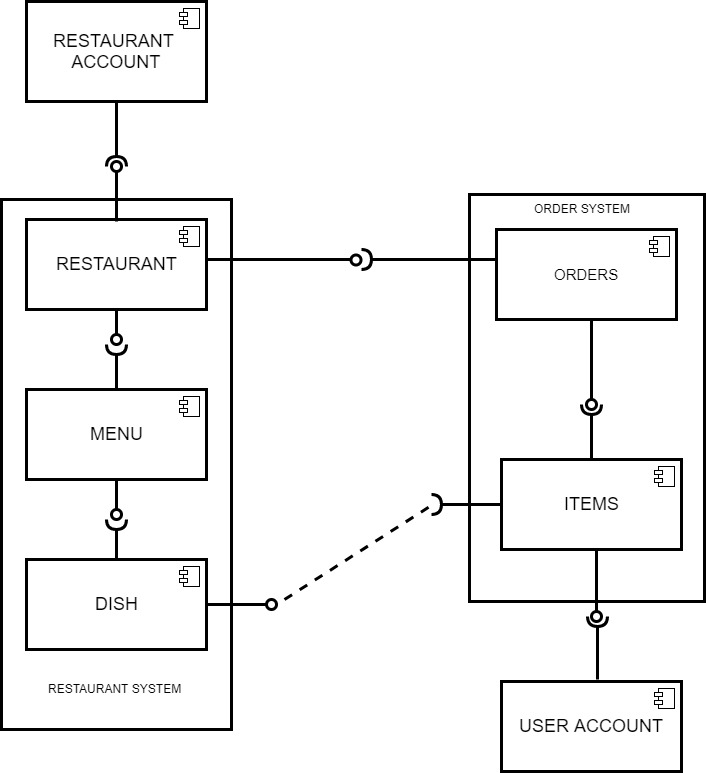 RESTAURANT
ACCOUNT
RESTAURANT
MENU
DISH
RESTAURANT SYSTEM
ORDER SYSTEM
ORDERS
ITEMS
USER ACCOUNT